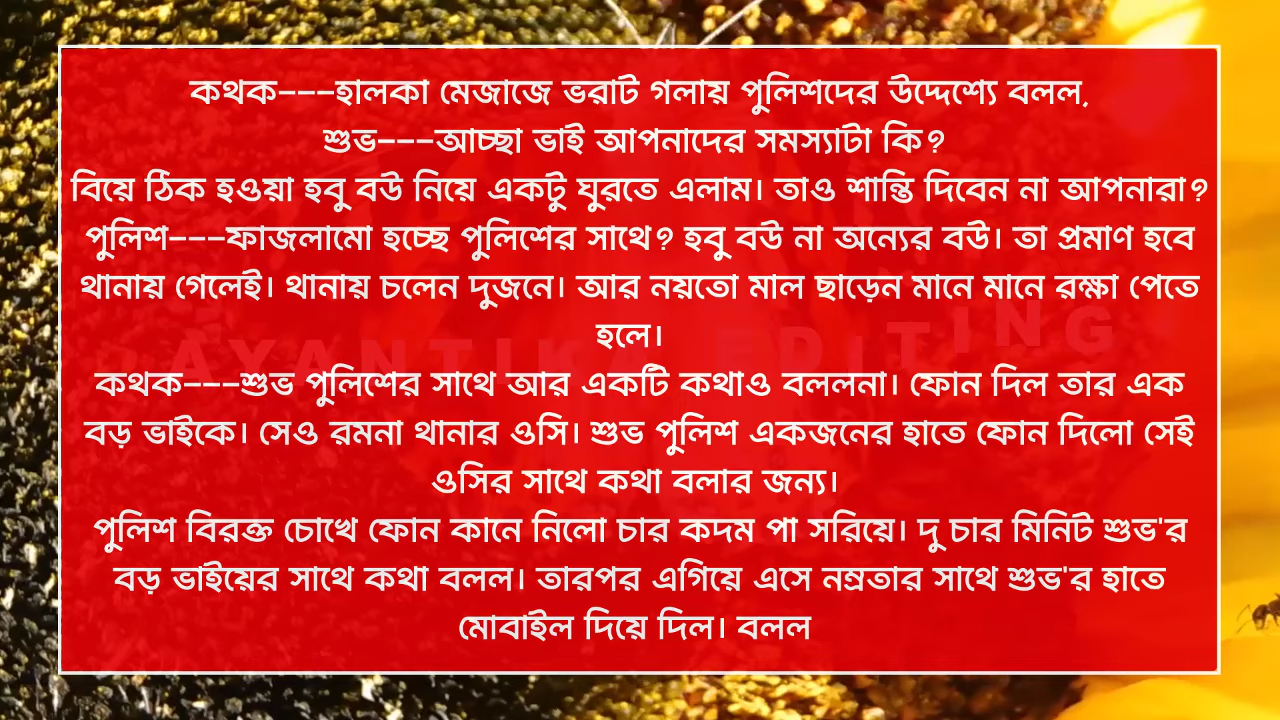 কথক---হালকা মেজাজে ভরাট গলায় পুলিশদের উদ্দেশ্যে বলল,
শুভ---আচ্ছা ভাই আপনাদের সমস্যাটা কি?
বিয়ে ঠিক হওয়া হবু বউ নিয়ে একটু ঘুরতে এলাম। তাও শান্তি দিবেন না আপনারা?
পুলিশ---ফাজলামো হচ্ছে পুলিশের সাথে? হবু বউ না অন্যের বউ। তা প্রমাণ হবে
থানায় গেলেই। থানায় চলেন দুজনে। আর নয়তো মাল ছাড়েন মানে মানে রক্ষা পেতে
হলে।
AYANTIK EDITING
কথক---শুভ পুলিশের সাথে আর একটি কথাও বললনা। ফোন দিল তার এক
বড় ভাইকে। সেও রমনা থানার ওসি। শুভ পুলিশ একজনের হাতে ফোন দিলো সেই
ওসির সাথে কথা বলার জন্য।
পুলিশ বিরক্ত চোখে ফোন কানে নিলো চার কদম পা সরিয়ে। দু চার মিনিট শুভ'র
বড় ভাইয়ের সাথে কথা বলল। তারপর এগিয়ে এসে নম্রতার সাথে শুভ'র হাতে
মোবাইল দিয়ে দিল। বলল